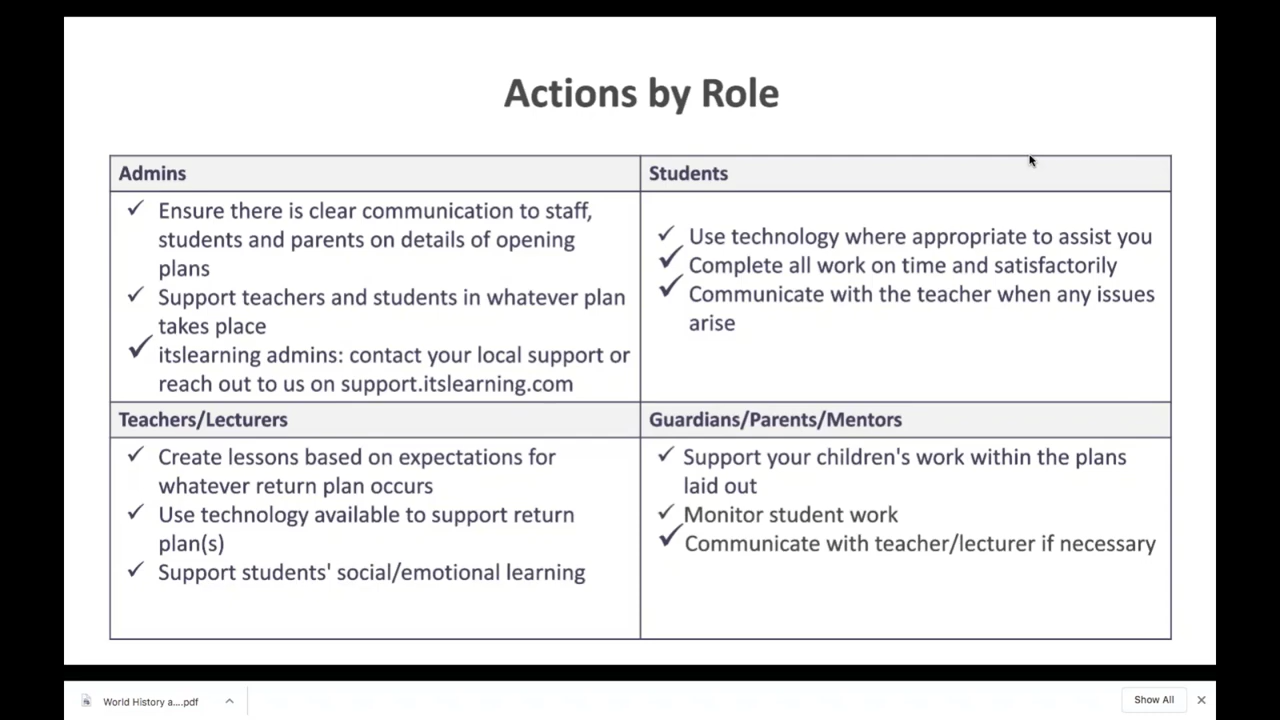 Actions by Role
Admins
✓ Ensure there is clear communication to staff,
students and parents on details of opening
plans
✓ Support teachers and students in whatever plan
takes place
✓ itslearning admins: contact your local support or
reach out to us on support.itslearning.com
Students
✓ Use technology where appropriate to assist you
✓ Complete all work on time and satisfactorily
✓ Communicate with the teacher when any issues
arise
Teachers/Lecturers
✓ Create lessons based on expectations for
whatever return plan occurs
✓ Use technology available to support return
plan(s)
✓ Support students' social/emotional learning
Guardians/Parents/Mentors
✓ Support your children's work within the plans
laid out
✓ Monitor student work
✓ Communicate with teacher/lecturer if necessary
World History a....pdf
Show All